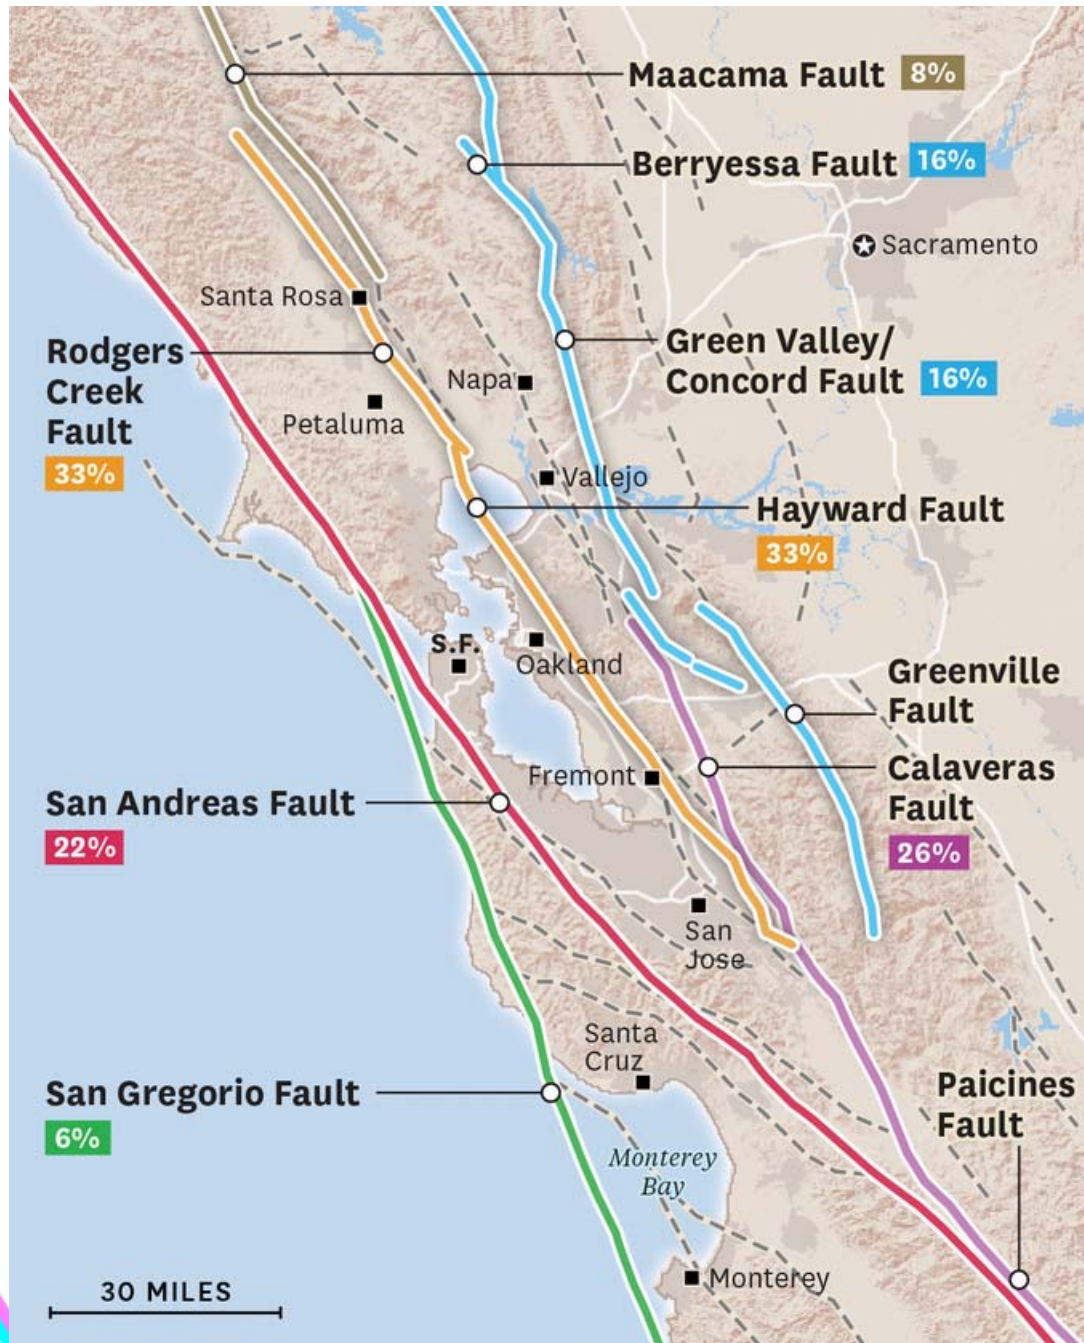 Maacama Fault 8%
Berryessa Fault 16%
Sacramento
Santa Rosa
Rodgers
Creek
Fault
33%
Green Valley/
Concord Fault 16%
Napa
Petaluma
Vallejo
Hayward Fault
33%
S.F.
Oakland
Greenville
Fault
Fremont
Calaveras
Fault
26%
San Andreas Fault
22%
San
Jose
Santa
Cruz
San Gregorio Fault
6%
Paicines
Fault
Monterey
Bay
Monterey
30 MILES